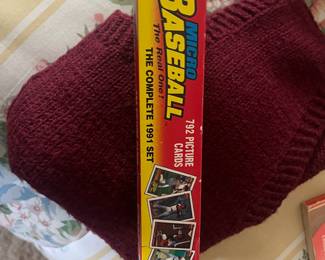 MICRO
BASEBALL
The Real One!
THE COMPLETE 1991 SET
792 PICTURE
CARDS